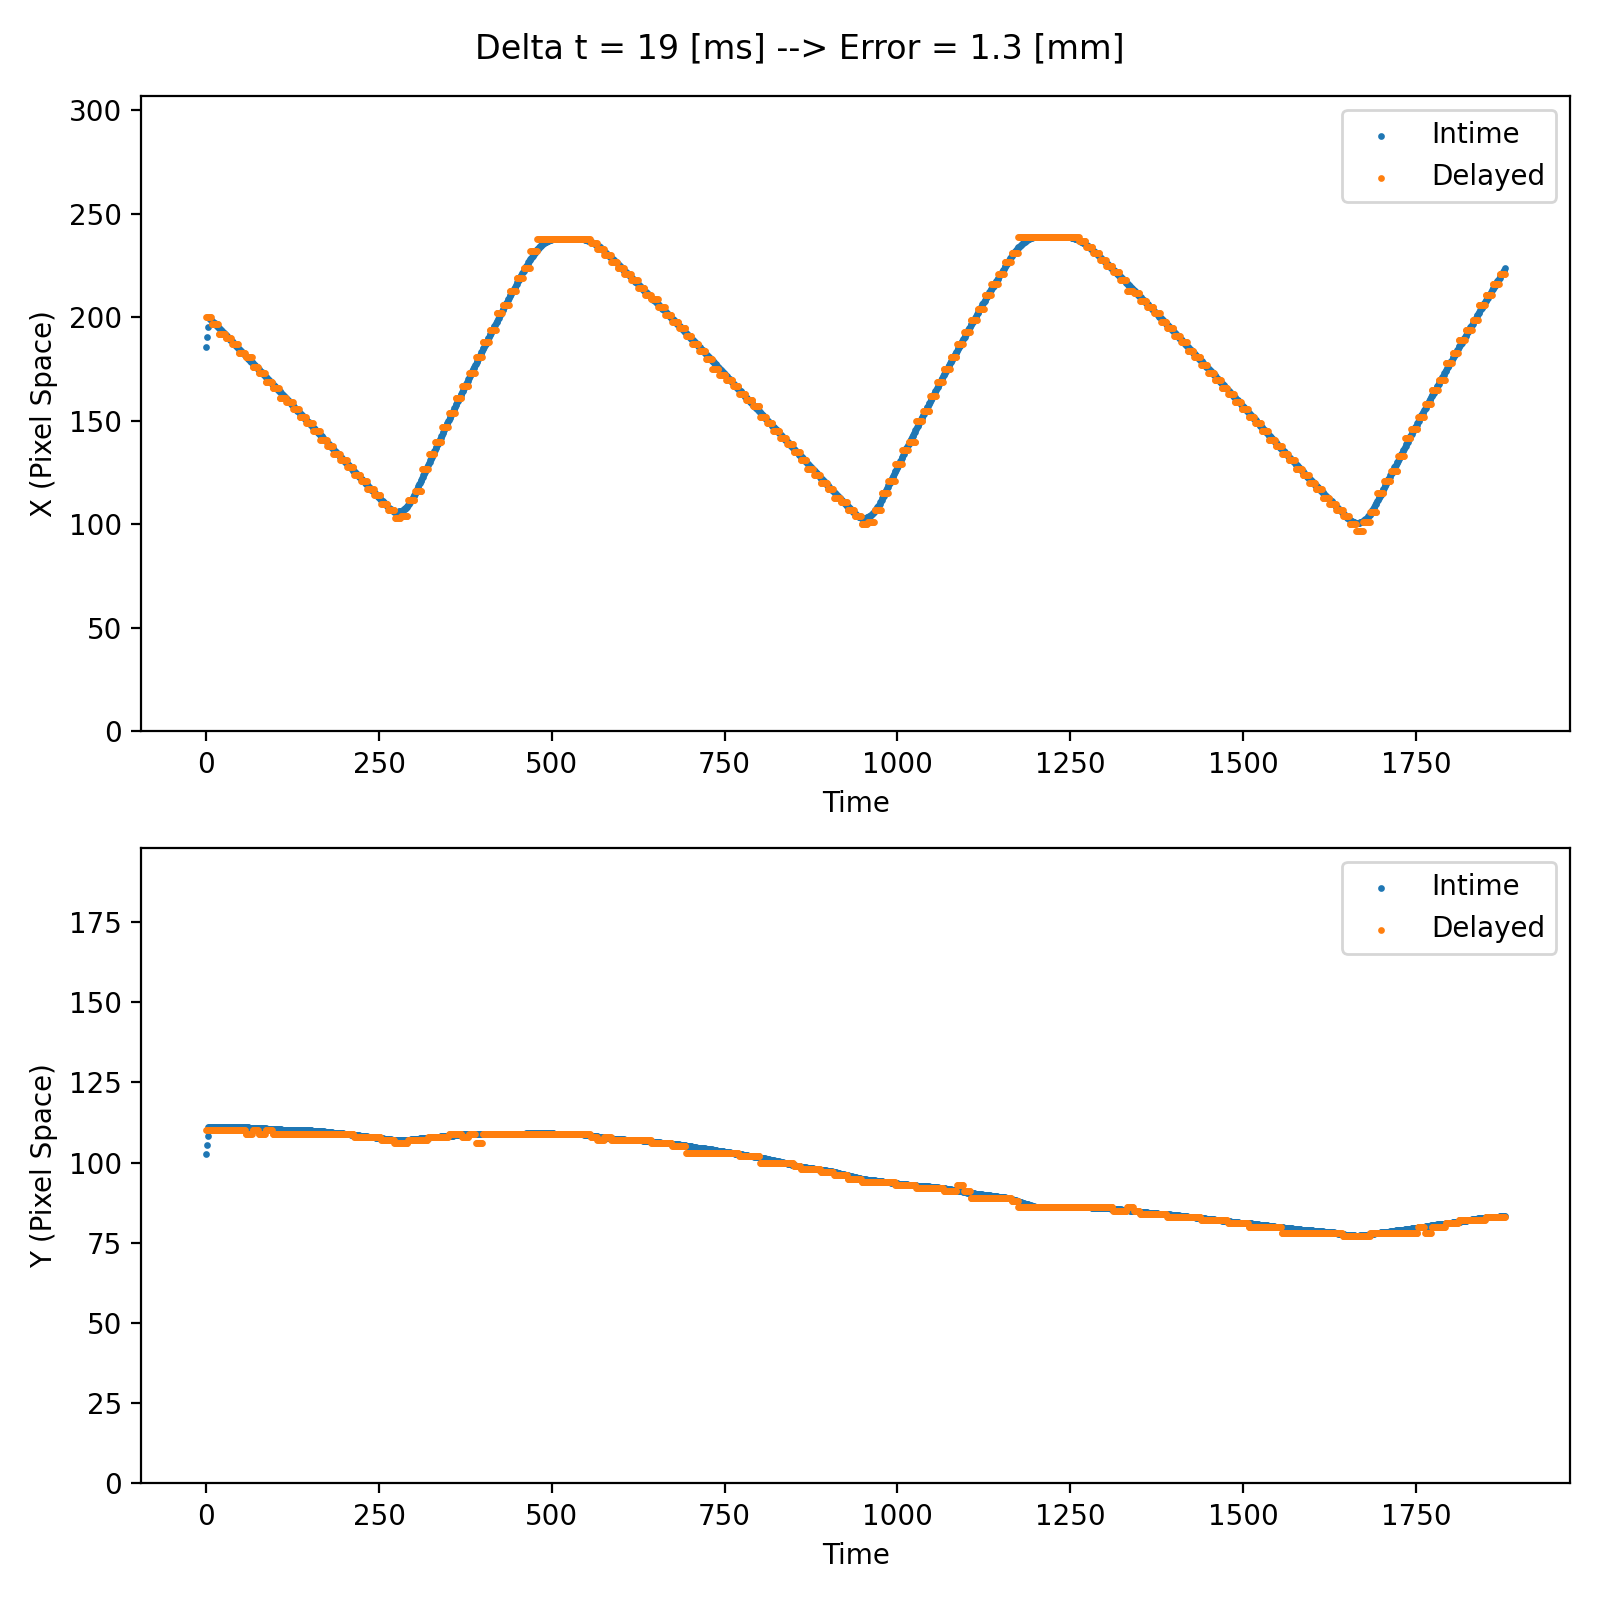 Delta t = 19 [ms] --> Error = 1.3 [mm]
300
250
200
150
100
50
0
X (Pixel Space)
Intime
Delayed
0 250 500 750 1000 1250 1500 1750
Time
175
150
125
100
75
50
25
0
Y (Pixel Space)
Intime
Delayed
0 250 500 750 1000 1250 1500 1750
Time